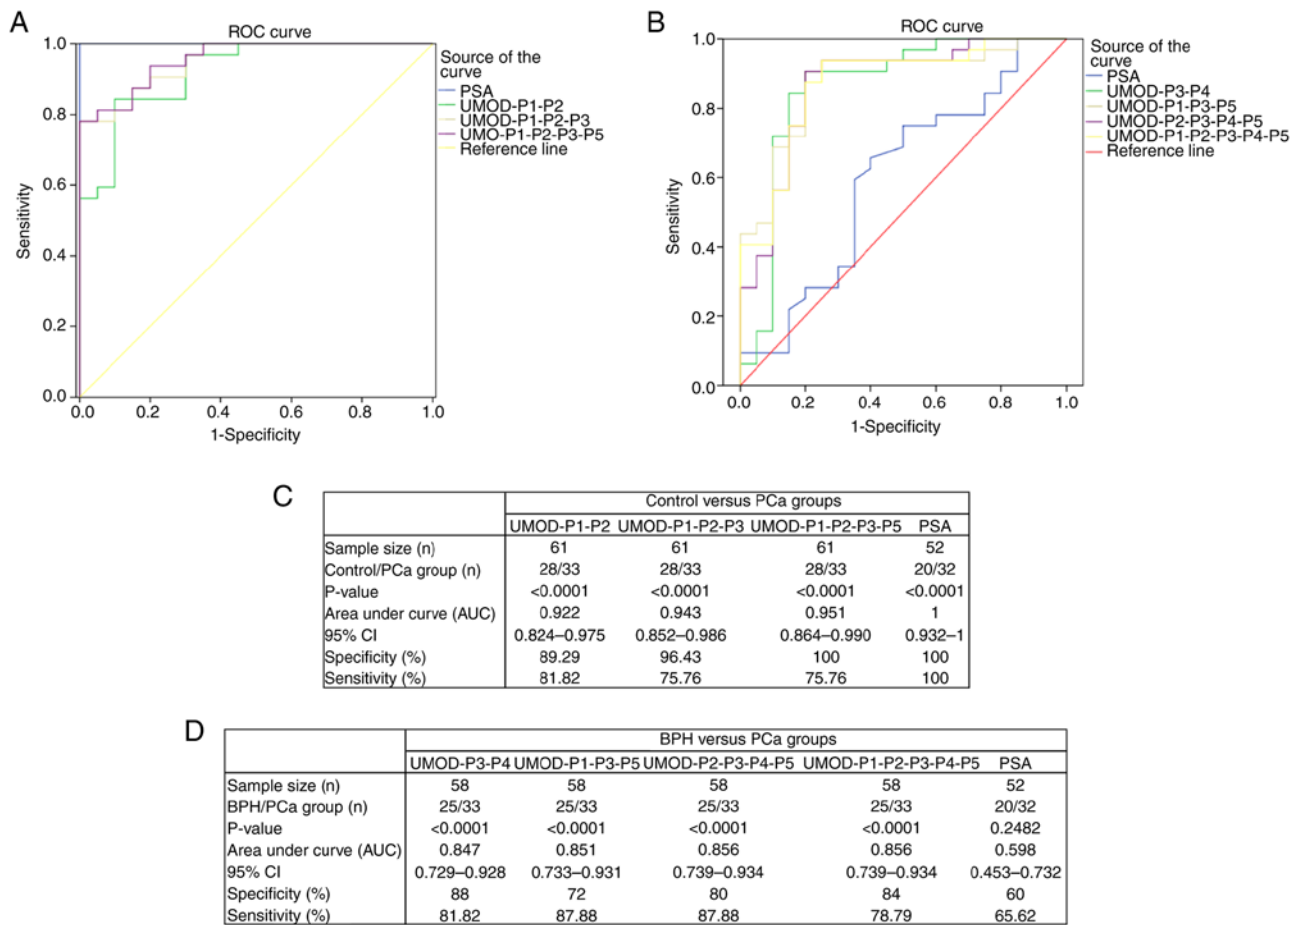 A
ROC curve
1.0
0.8
0.6
0.4
0.2
0.0
Sensitivity
0.0 0.2 0.4 0.6 0.8 1.0
1-Specificity
Source of the
curve
PSA
UMOD-P1-P2
UMOD-P1-P2-P3
UMO-P1-P2-P3-P5
Reference line
B
ROC curve
1.0
0.8
0.6
0.4
0.2
0.0
Sensitivity
0.0 0.2 0.4 0.6 0.8 1.0
1-Specificity
Source of the
curve
PSA
UMOD-P3-P4
UMOD-P1-P3-P5
UMOD-P2-P3-P4-P5
UMOD-P1-P2-P3-P4-P5
Reference line
C
Control versus PCa groups
UMOD-P1-P2 UMOD-P1-P2-P3 UMOD-P1-P2-P3-P5 PSA
Sample size (n) 61 61 61 52
Control/PCa group (n) 28/33 28/33 28/33 20/32
P-value <0.0001 <0.0001 <0.0001 <0.0001
Area under curve (AUC) 0.922 0.943 0.951 1
95% CI 0.824–0.975 0.852–0.986 0.864–0.990 0.932–1
Specificity (%) 89.29 96.43 100 100
Sensitivity (%) 81.82 75.76 75.76 100
D
BPH versus PCa groups
UMOD-P3-P4 UMOD-P1-P3-P5 UMOD-P2-P3-P4-P5 UMOD-P1-P2-P3-P4-P5 PSA
Sample size (n) 58 58 58 58 52
BPH/PCa group (n) 25/33 25/33 25/33 25/33 20/32
P-value <0.0001 <0.0001 <0.0001 <0.0001 0.2482
Area under curve (AUC) 0.847 0.851 0.856 0.856 0.598
95% CI 0.729–0.928 0.733–0.931 0.739–0.934 0.739–0.934 0.453–0.732
Specificity (%) 88 72 80 84 60
Sensitivity (%) 81.82 87.88 87.88 78.79 65.62